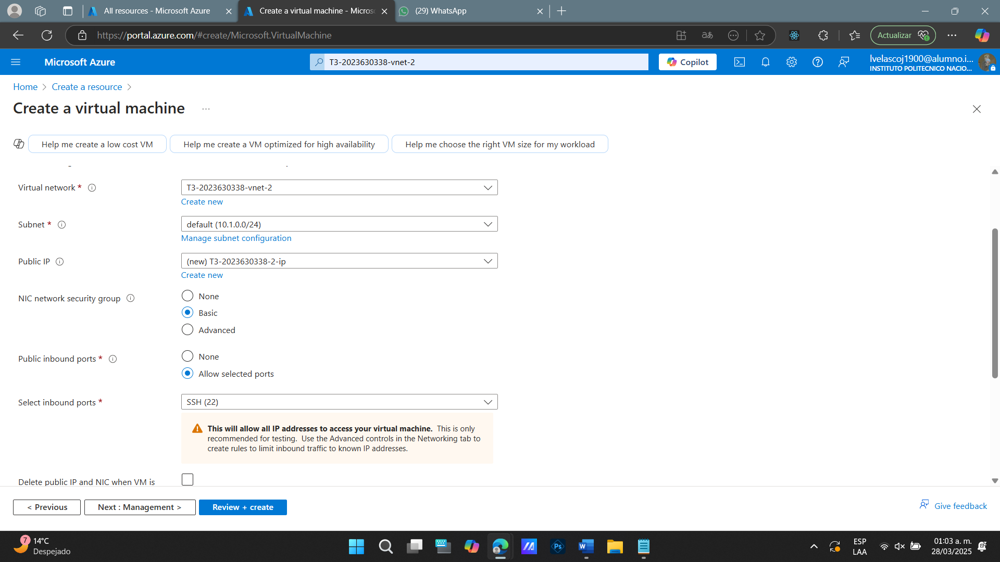 All resources - Microsoft Azure
Create a virtual machine - Micros
(29) WhatsApp
https://portal.azure.com/#create/Microsoft.VirtualMachine
Actualizar
Microsoft Azure
T3-2023630338-vnet-2
Copilot
lvelascoj1900@alumno.i...
INSTITUTO POLITECNICO NACIO...
Home > Create a resource >
Create a virtual machine ...
Help me create a low cost VM
Help me create a VM optimized for high availability
Help me choose the right VM size for my workload
Virtual network *
T3-2023630338-vnet-2
Create new
Subnet *
default (10.1.0.0/24)
Manage subnet configuration
Public IP
(new) T3-2023630338-2-ip
Create new
NIC network security group
None
Basic
Advanced
Public inbound ports *
None
Allow selected ports
Select inbound ports *
SSH (22)
This will allow all IP addresses to access your virtual machine. This is only
recommended for testing. Use the Advanced controls in the Networking tab to
create rules to limit inbound traffic to known IP addresses.
Delete public IP and NIC when VM is
< Previous
Next : Management >
Review + create
Give feedback
7
14°C
Despejado
ESP
LAA
01:03 a. m.
28/03/2025